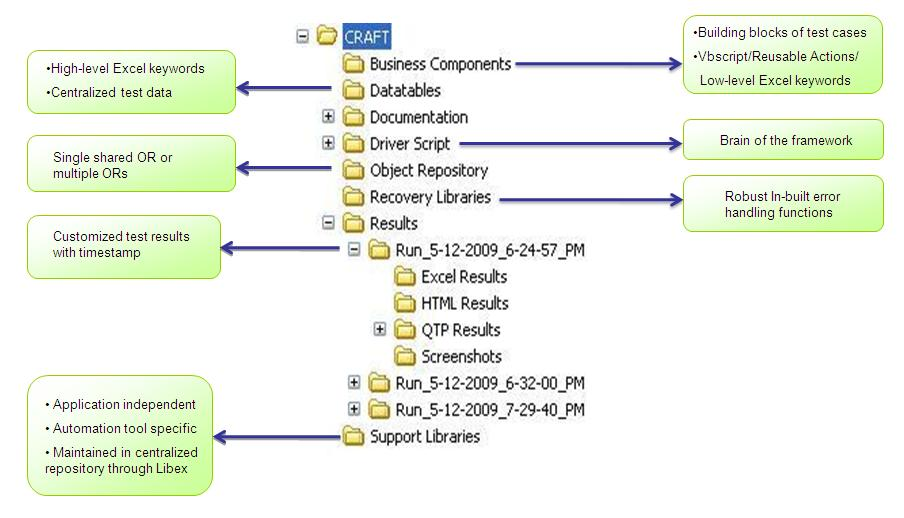 CRAFT
Business Components
Datatables
Documentation
Driver Script
Object Repository
Recovery Libraries
Results
Run_5-12-2009_6-24-57_PM
Excel Results
HTML Results
QTP Results
Screenshots
Run_5-12-2009_6-32-00_PM
Run_5-12-2009_7-29-40_PM
Support Libraries
•High-level Excel keywords
•Centralized test data
Single shared OR or
multiple ORs
Customized test results
with timestamp
• Application independent
• Automation tool specific
• Maintained in centralized
repository through Libex
•Building blocks of test cases
•Vbscript/Reusable Actions/
Low-level Excel keywords
Brain of the framework
Robust In-built error
handling functions